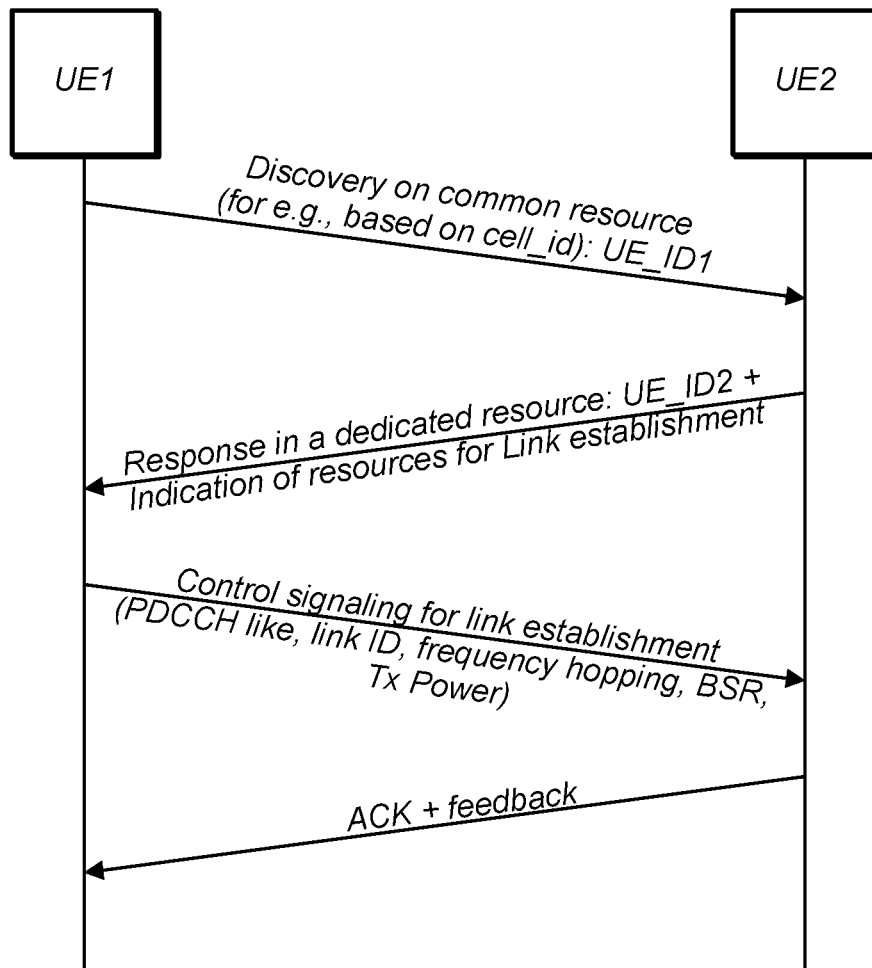 UE1
UE2
Discovery on common resource
(for e.g., based on cell_id): UE_ID1
Response in a dedicated resource: UE_ID2 +
Indication of resources for Link establishment
Control signaling for link establishment
(PDCCH like, link ID, frequency hopping, BSR,
Tx Power)
ACK + feedback